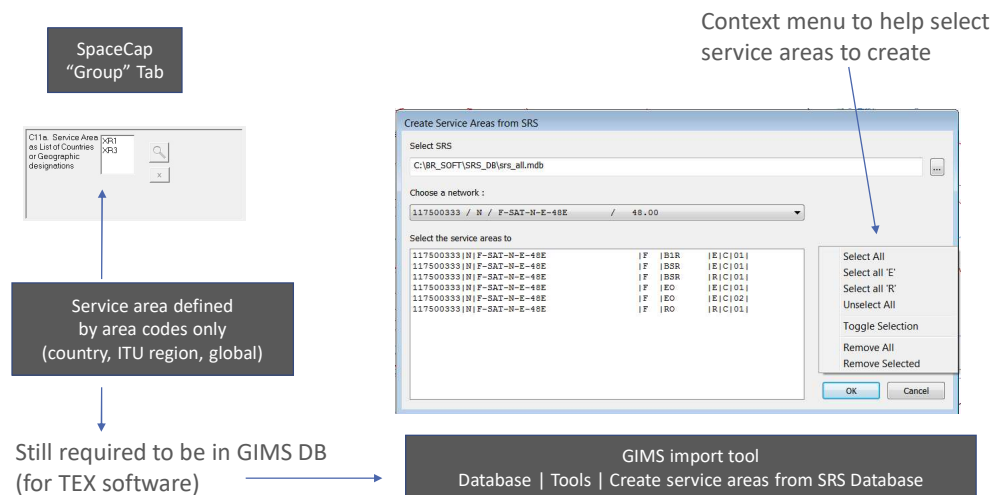 Context menu to help select
service areas to create
SpaceCap
“Group” Tab
C11a. Service Area
as List of Countries
or Geographic
designations
XR1
XR3
x
Create Service Areas from SRS
Select SRS
C:\BR_SOFT\SRS_DB\srs_all.mdb
...
Choose a network :
117500333 / N / F-SAT-N-E-48E / 48.00
Select the service areas to
117500333|N|F-SAT-N-E-48E |F |B1R |E|C|01|
117500333|N|F-SAT-N-E-48E |F |BSR |E|C|01|
117500333|N|F-SAT-N-E-48E |F |BSR |R|C|01|
117500333|N|F-SAT-N-E-48E |F |EO |E|C|01|
117500333|N|F-SAT-N-E-48E |F |EO |E|C|02|
117500333|N|F-SAT-N-E-48E |F |RO |R|C|01|
Select All
Select all 'E'
Select all 'R'
Unselect All
Toggle Selection
Remove All
Remove Selected
OK Cancel
Service area defined
by area codes only
(country, ITU region, global)
Still required to be in GIMS DB
(for TEX software)
GIMS import tool
Database | Tools | Create service areas from SRS Database